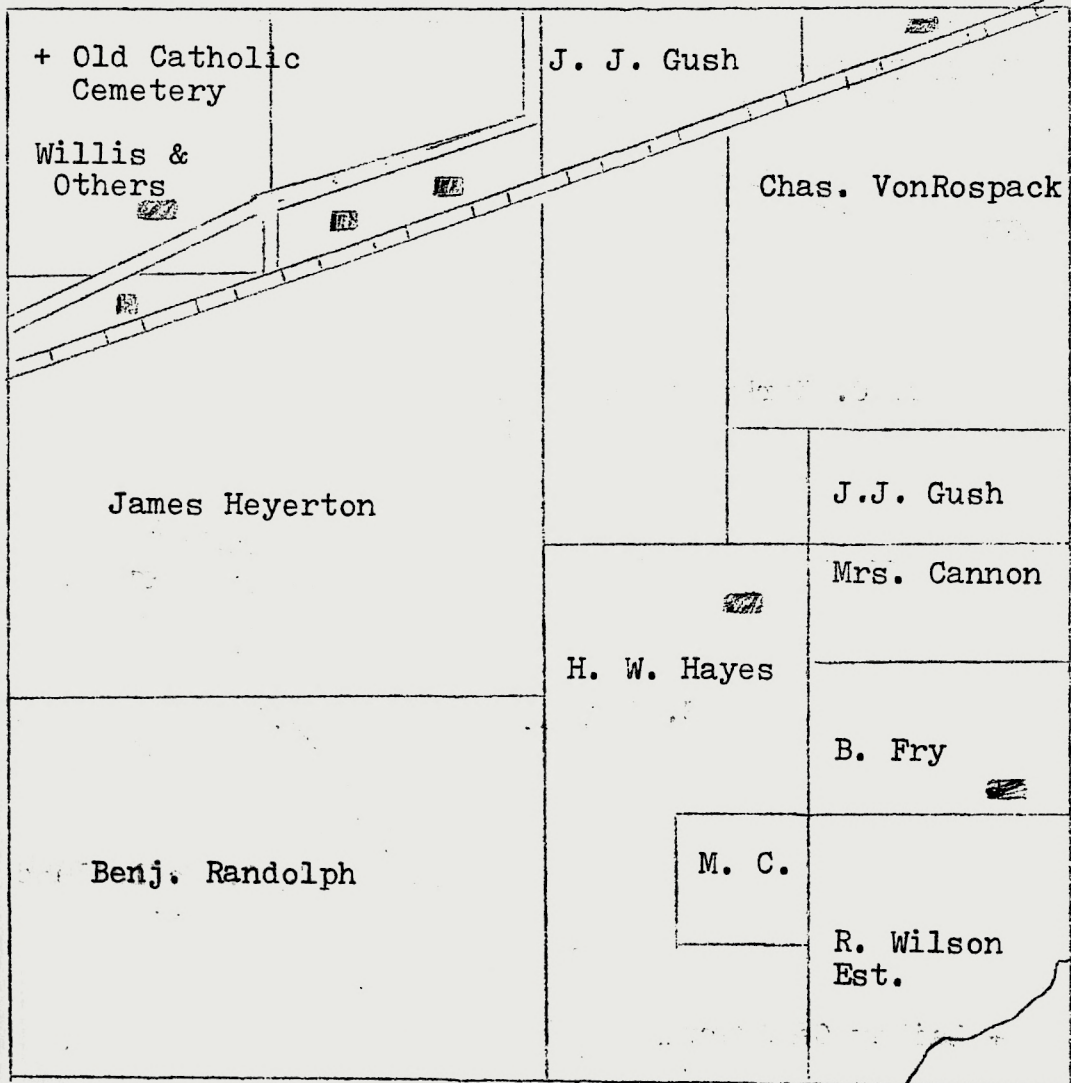 + Old Catholic
Cemetery
Willis &
Others
J. J. Gush
Chas. VonRospack
James Heyerton
J.J. Gush
Mrs. Cannon
H. W. Hayes
B. Fry
Benj. Randolph
M. C.
R. Wilson
Est.